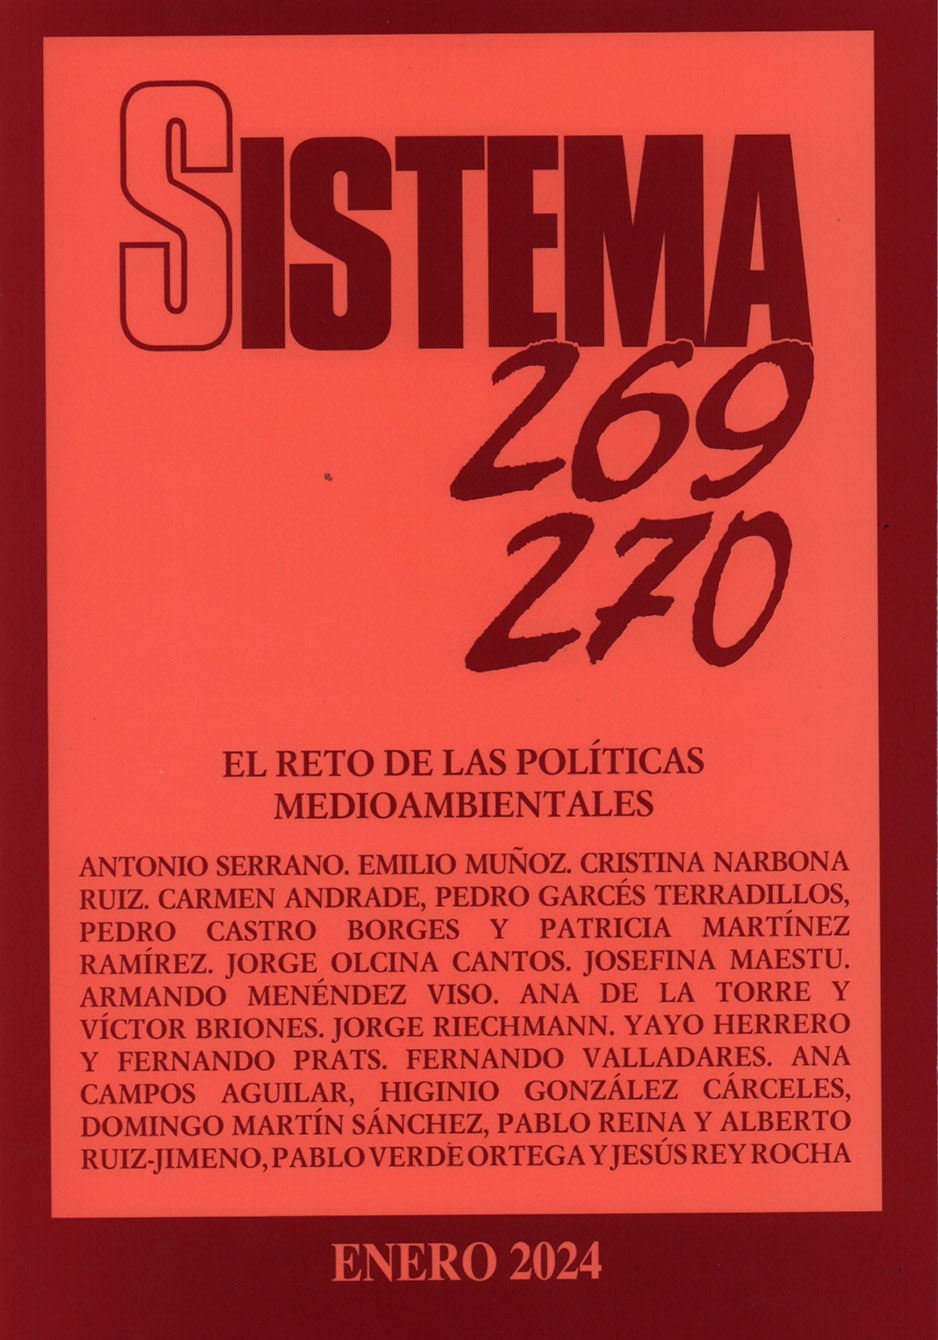 SISTEMA
269
270
EL RETO DE LAS POLÍTICAS
MEDIOAMBIENTALES
ANTONIO SERRANO. EMILIO MUÑOZ. CRISTINA NARBONA
RUIZ. CARMEN ANDRADE, PEDRO GARCÉS TERRADILLOS,
PEDRO CASTRO BORGES Y PATRICIA MARTÍNEZ
RAMÍREZ. JORGE OLCINA CANTOS. JOSEFINA MAESTU.
ARMANDO MENÉNDEZ VISO. ANA DE LA TORRE Y
VÍCTOR BRIONES. JORGE RIECHMANN. YAYO HERRERO
Y FERNANDO PRATS. FERNANDO VALLADARES. ANA
CAMPOS AGUILAR, HIGINIO GONZÁLEZ CÁRCELES,
DOMINGO MARTÍN SÁNCHEZ, PABLO REINA Y ALBERTO
RUIZ-JIMENO, PABLO VERDE ORTEGA Y JESÚS REY ROCHA
ENERO 2024